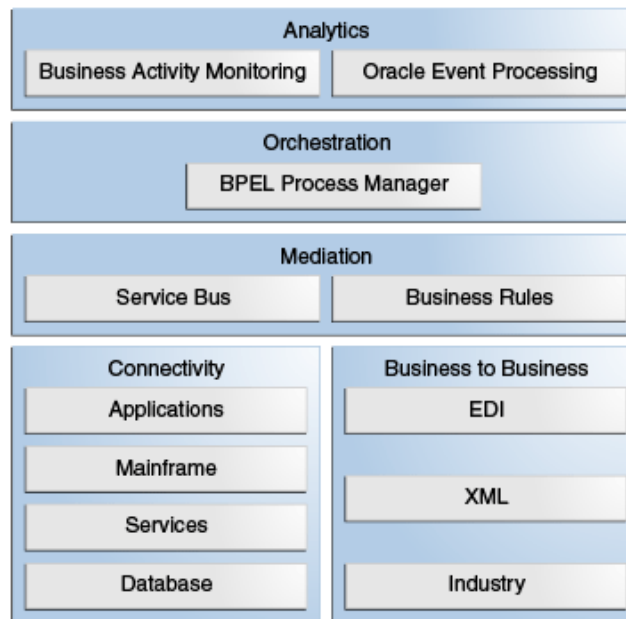 Analytics
Business Activity Monitoring
Oracle Event Processing
Orchestration
BPEL Process Manager
Mediation
Service Bus
Business Rules
Connectivity
Applications
Mainframe
Services
Database
Business to Business
EDI
XML
Industry